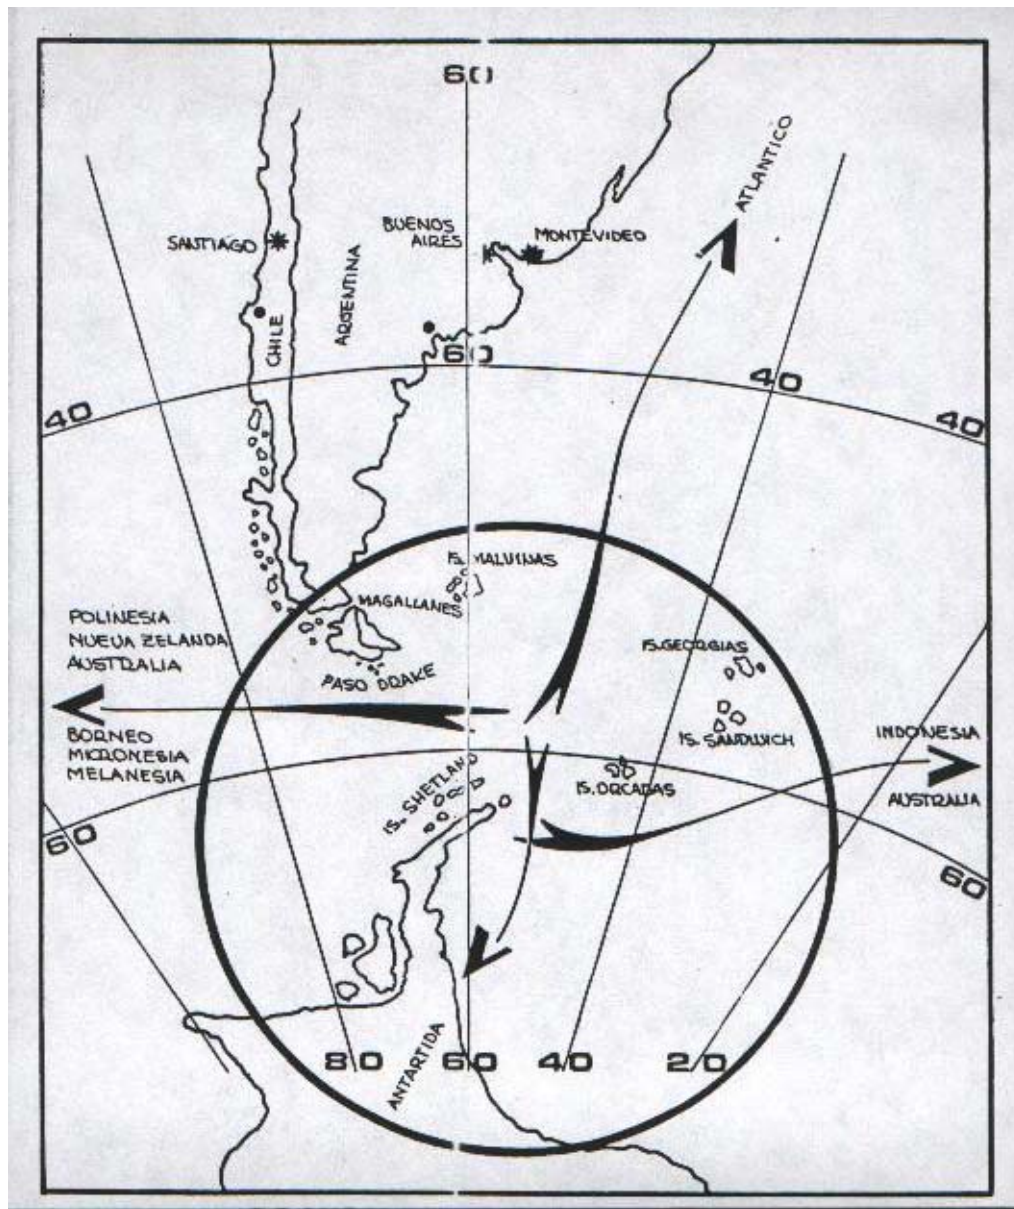 60
ATLANTICO
SANTIAGO
BUENOS
AIRES
MONTEVIDEO
ARGENTINA
CHILE
60
40
40
40
IS. MALVINAS
MAGALLANES
POLINESIA
NUEVA ZELANDA
AUSTRALIA
IS. GEORGIAS
PASO DRAKE
BORNEO
MICRONESIA
MELANESIA
IS. SANDWICH
INDONESIA
IS. SHETLAND
IS. ORCADAS
AUSTRALIA
60
60
80
60
40
20
ANTARTIDA